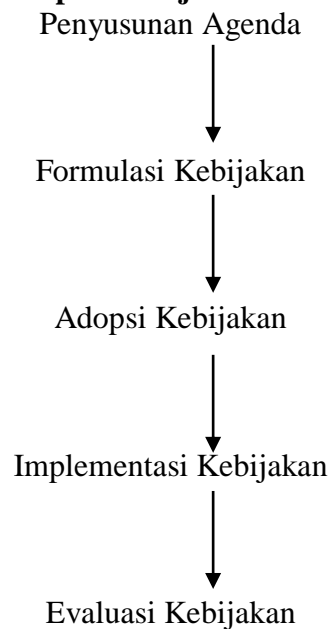 Penyusunan Agenda
Formulasi Kebijakan
Adopsi Kebijakan
Implementasi Kebijakan
Evaluasi Kebijakan